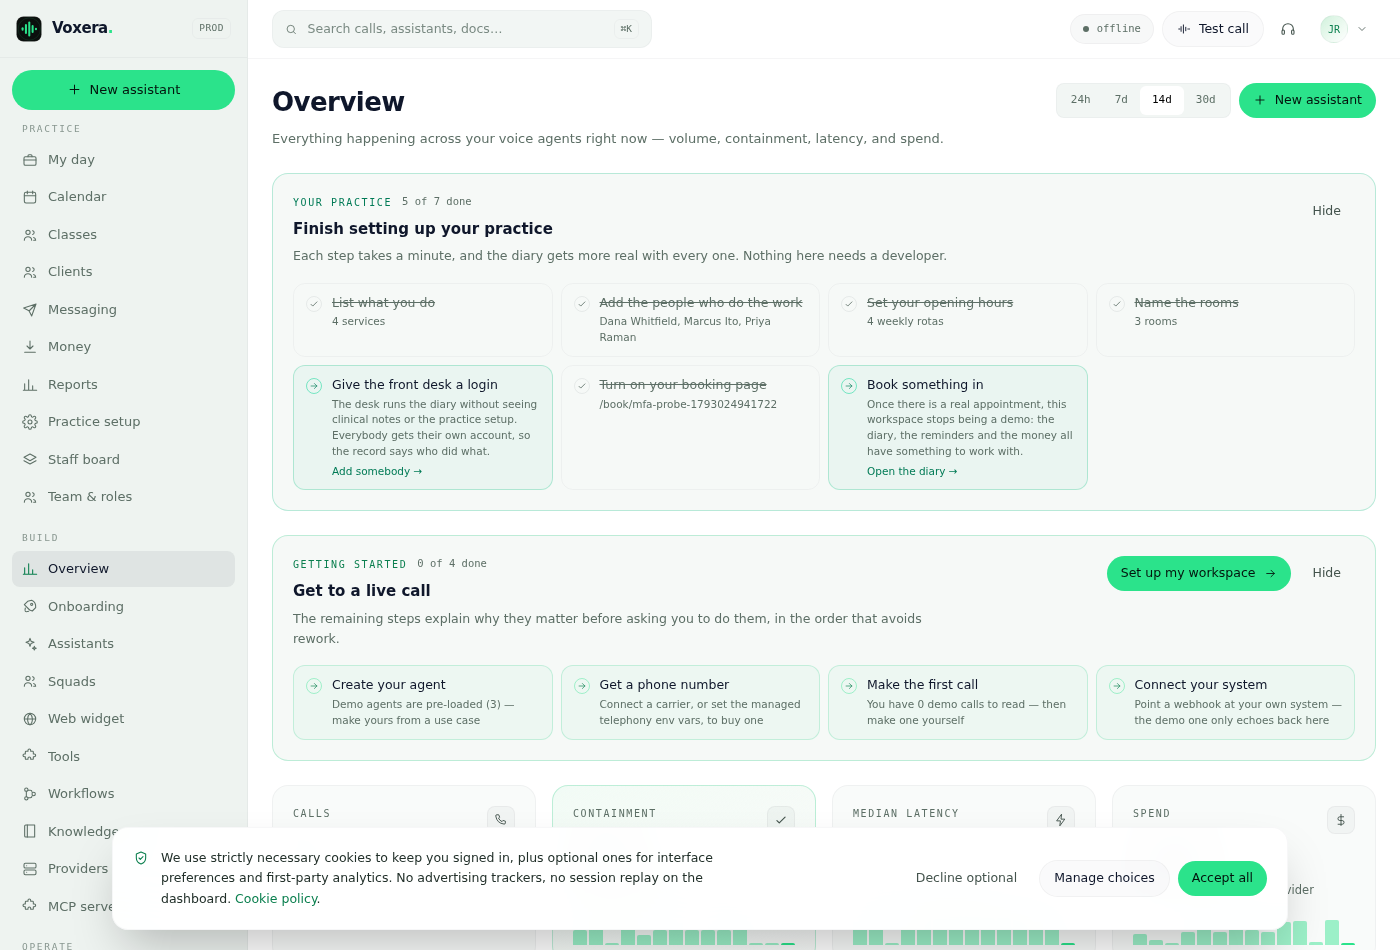 Voxera.
PROD
Search calls, assistants, docs…
⌘K
offline
Test call
JR
New assistant
PRACTICE
My day
Calendar
Classes
Clients
Messaging
Money
Reports
Practice setup
Staff board
Team & roles
BUILD
Overview
Onboarding
Assistants
Squads
Web widget
Tools
Workflows
Knowledge
Providers
MCP serve
OPERATE
Overview
24h
7d
14d
30d
New assistant
Everything happening across your voice agents right now — volume, containment, latency, and spend.
YOUR PRACTICE 5 of 7 done
Hide
Finish setting up your practice
Each step takes a minute, and the diary gets more real with every one. Nothing here needs a developer.
List what you do
4 services
Add the people who do the work
Dana Whitfield, Marcus Ito, Priya
Raman
Set your opening hours
4 weekly rotas
Name the rooms
3 rooms
Give the front desk a login
The desk runs the diary without seeing
clinical notes or the practice setup.
Everybody gets their own account, so
the record says who did what.
Add somebody →
Turn on your booking page
/book/mfa-probe-1793024941722
Book something in
Once there is a real appointment, this
workspace stops being a demo: the
diary, the reminders and the money all
have something to work with.
Open the diary →
GETTING STARTED 0 of 4 done
Set up my workspace →
Hide
Get to a live call
The remaining steps explain why they matter before asking you to do them, in the order that avoids
rework.
Create your agent
Demo agents are pre-loaded (3) —
make yours from a use case
Get a phone number
Connect a carrier, or set the managed
telephony env vars, to buy one
Make the first call
You have 0 demo calls to read — then
make one yourself
Connect your system
Point a webhook at your own system —
the demo one only echoes back here
CALLS
CONTAINMENT
MEDIAN LATENCY
SPEND
$
vider
We use strictly necessary cookies to keep you signed in, plus optional ones for interface
preferences and first-party analytics. No advertising trackers, no session replay on the
dashboard. Cookie policy.
Decline optional
Manage choices
Accept all